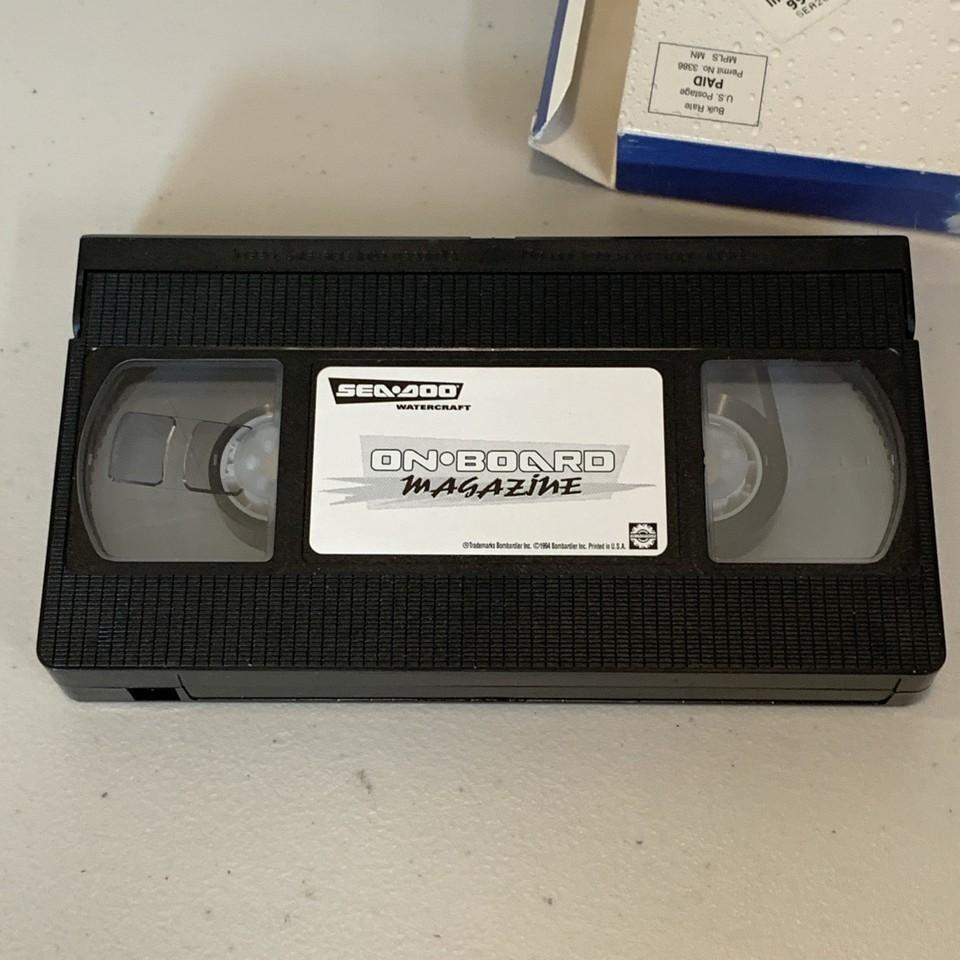 SEA2
Bulk Rate
U.S. Postage
PAID
Permit No. 3386
MPLS. MN
SEA•DOO®
WATERCRAFT
ON•BOARD
MAGAZINE
®Trademarks Bombardier Inc. ©1994 Bombardier Inc. Printed in U.S.A.